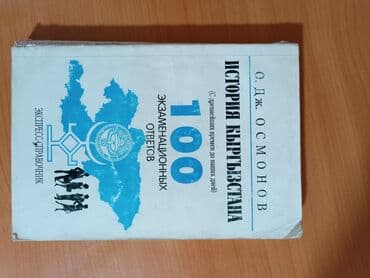 О. Дж. ОСМОНОВ
ИСТОРИЯ КЫРГЫЗСТАНА
(С древнейших времен до наших дней)
100
ЭКЗАМЕНАЦИОННЫХ
ОТВЕТОВ
ЭКСПРЕСС-СПРАВОЧНИК